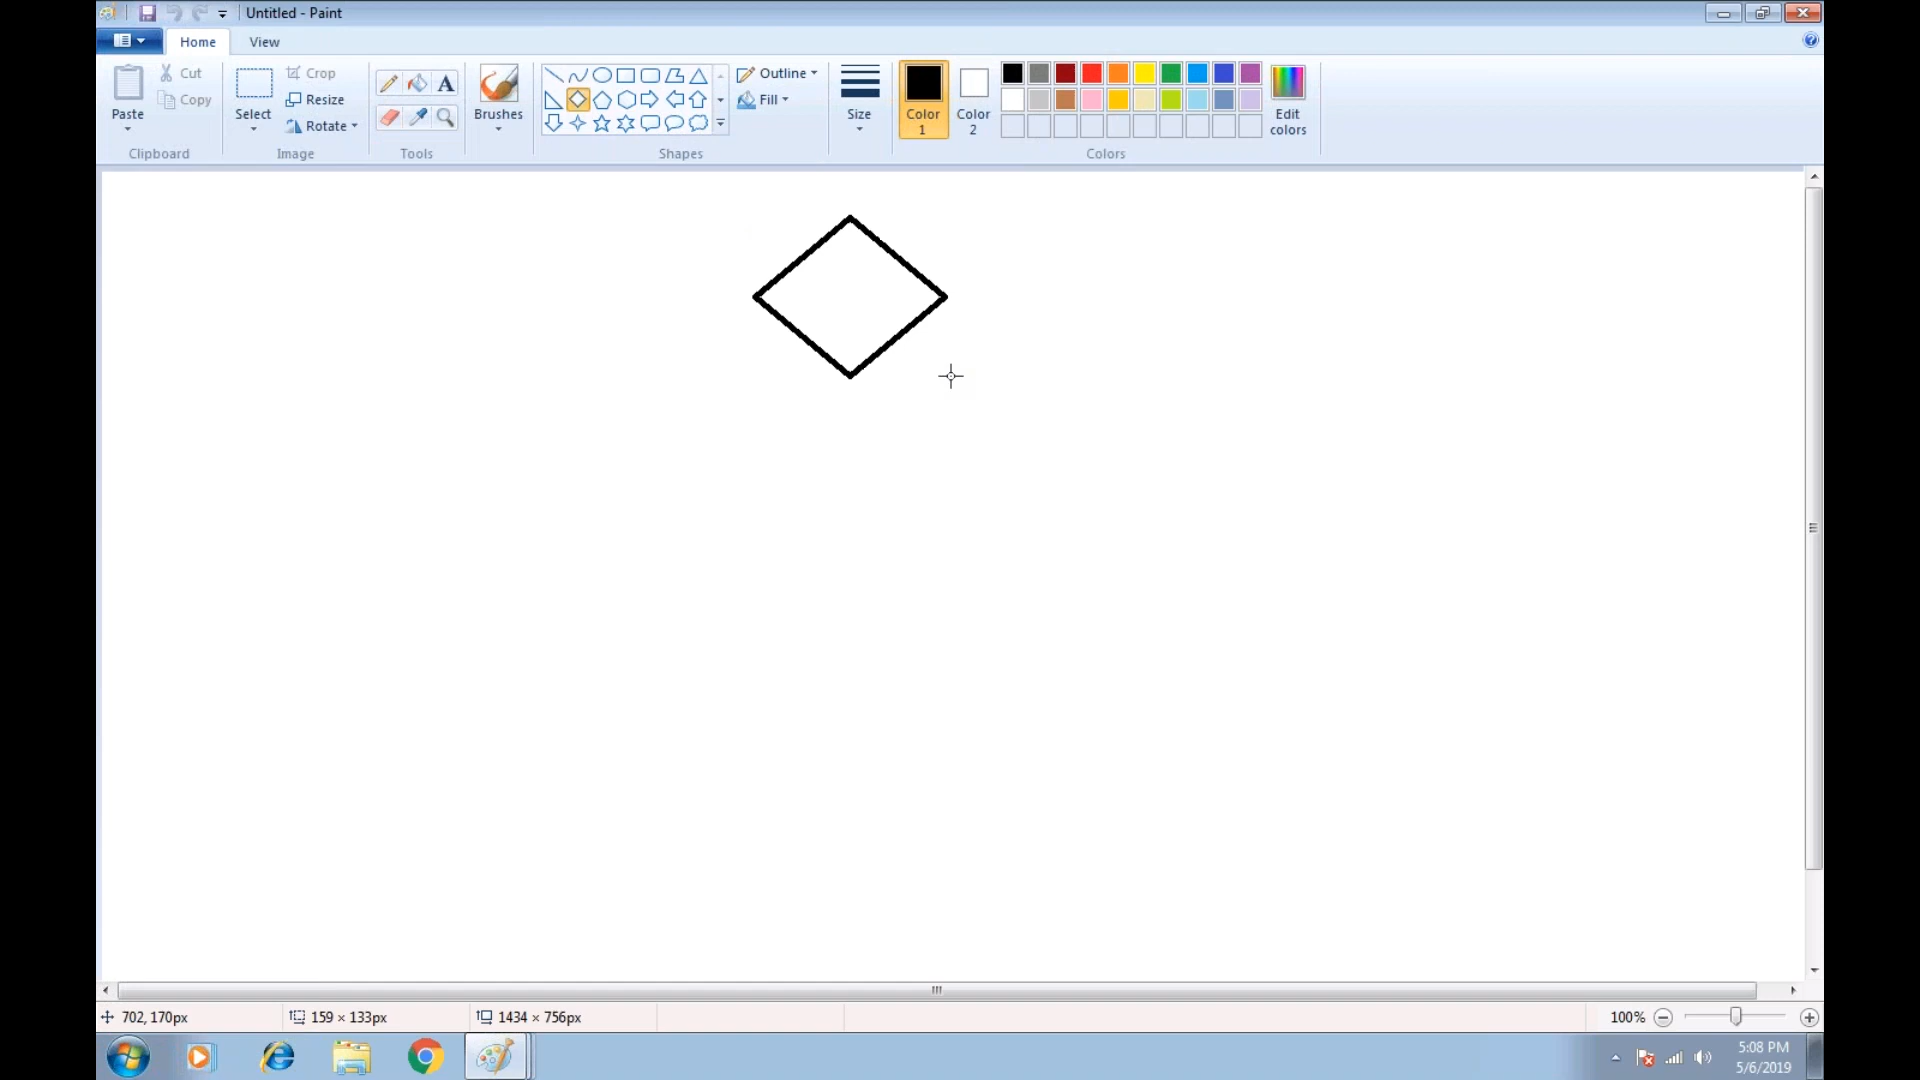 Untitled - Paint
Home
View
Paste
Cut
Copy
Clipboard
Select
Crop
Resize
Rotate
Image
A
Tools
Brushes
Shapes
Outline
Fill
Size
Color
1
Color
2
Edit
colors
Colors
702, 170px
159 × 133px
1434 × 756px
100%
5:08 PM
5/6/2019